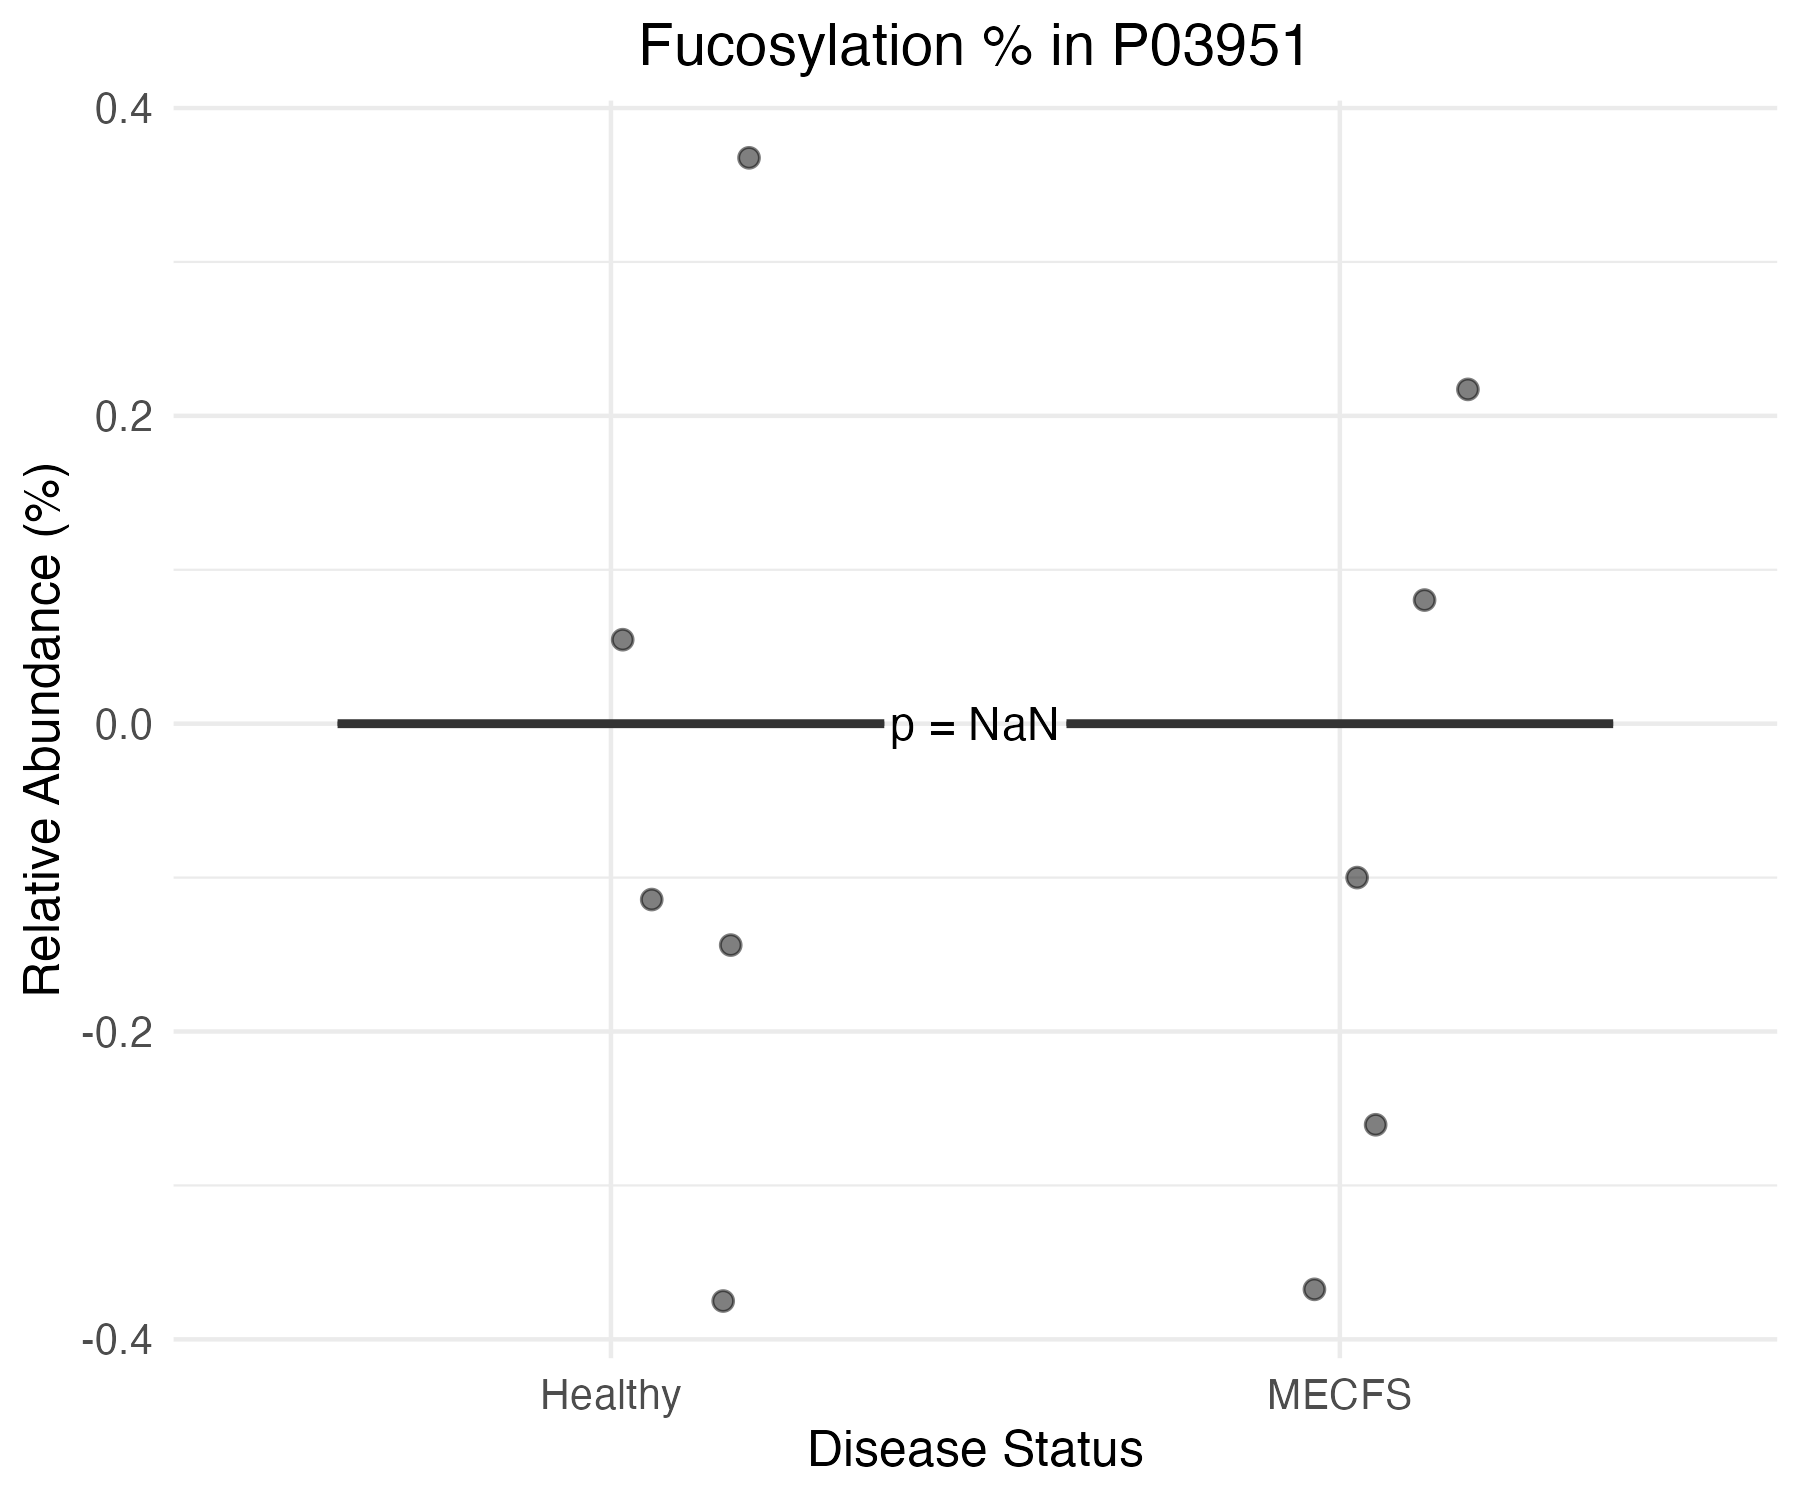 Fucosylation % in P03951
0.4
0.2
0.0
-0.2
-0.4
Relative Abundance (%)
p = NaN
Healthy
MECFS
Disease Status